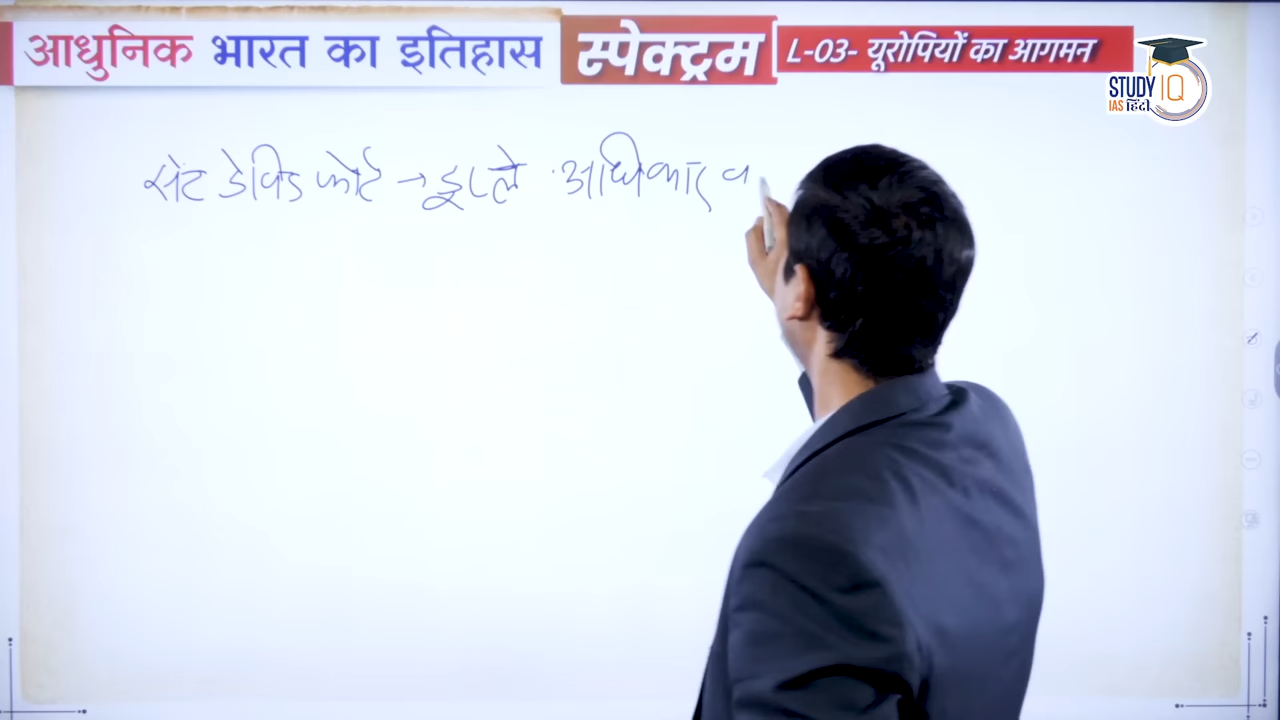 आधुनिक भारत का इतिहास स्पेक्ट्रम L-03- यूरोपियों का आगमन
STUDY IQ
IAS हिंदी
सेंट डेविड फोर्ट → डूप्ले अधिकार